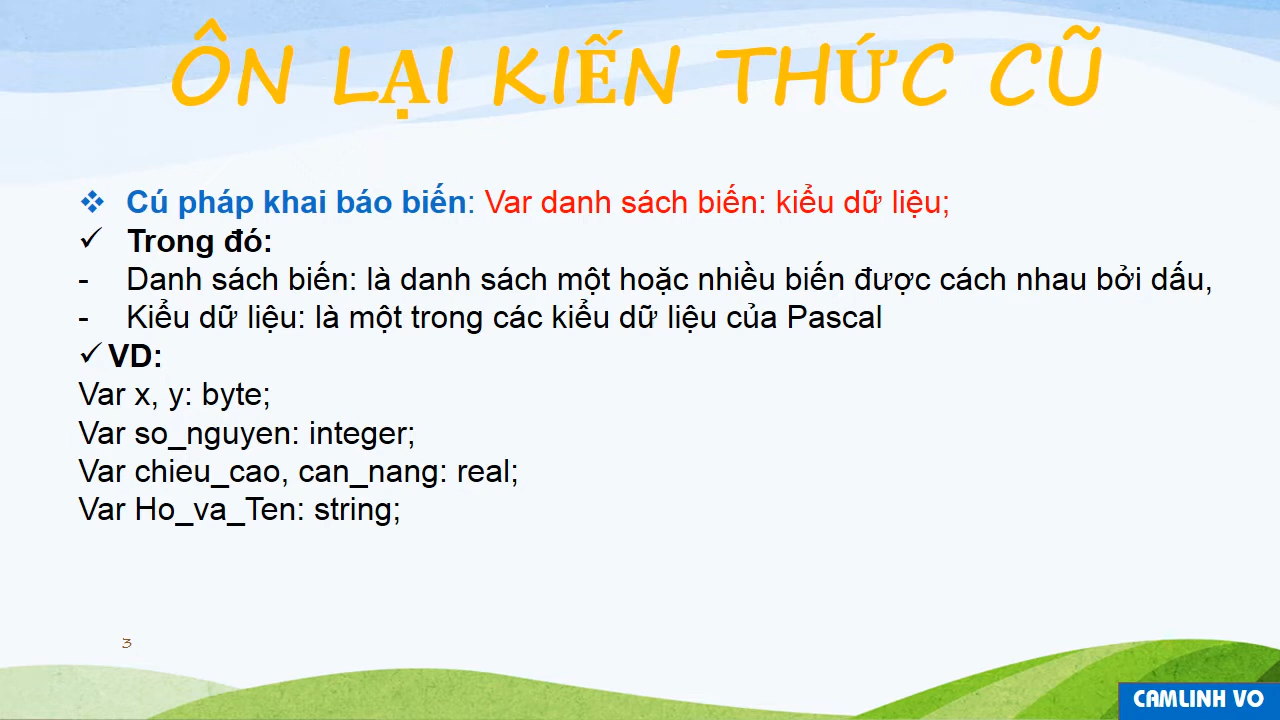 ÔN LẠI KIẾN THỨC CŨ
❖ Cú pháp khai báo biến: Var danh sách biến: kiểu dữ liệu;
✓ Trong đó:
- Danh sách biến: là danh sách một hoặc nhiều biến được cách nhau bởi dấu,
- Kiểu dữ liệu: là một trong các kiểu dữ liệu của Pascal
✓ VD:
Var x, y: byte;
Var so_nguyen: integer;
Var chieu_cao, can_nang: real;
Var Ho_va_Ten: string;
3
CAMLINH VO